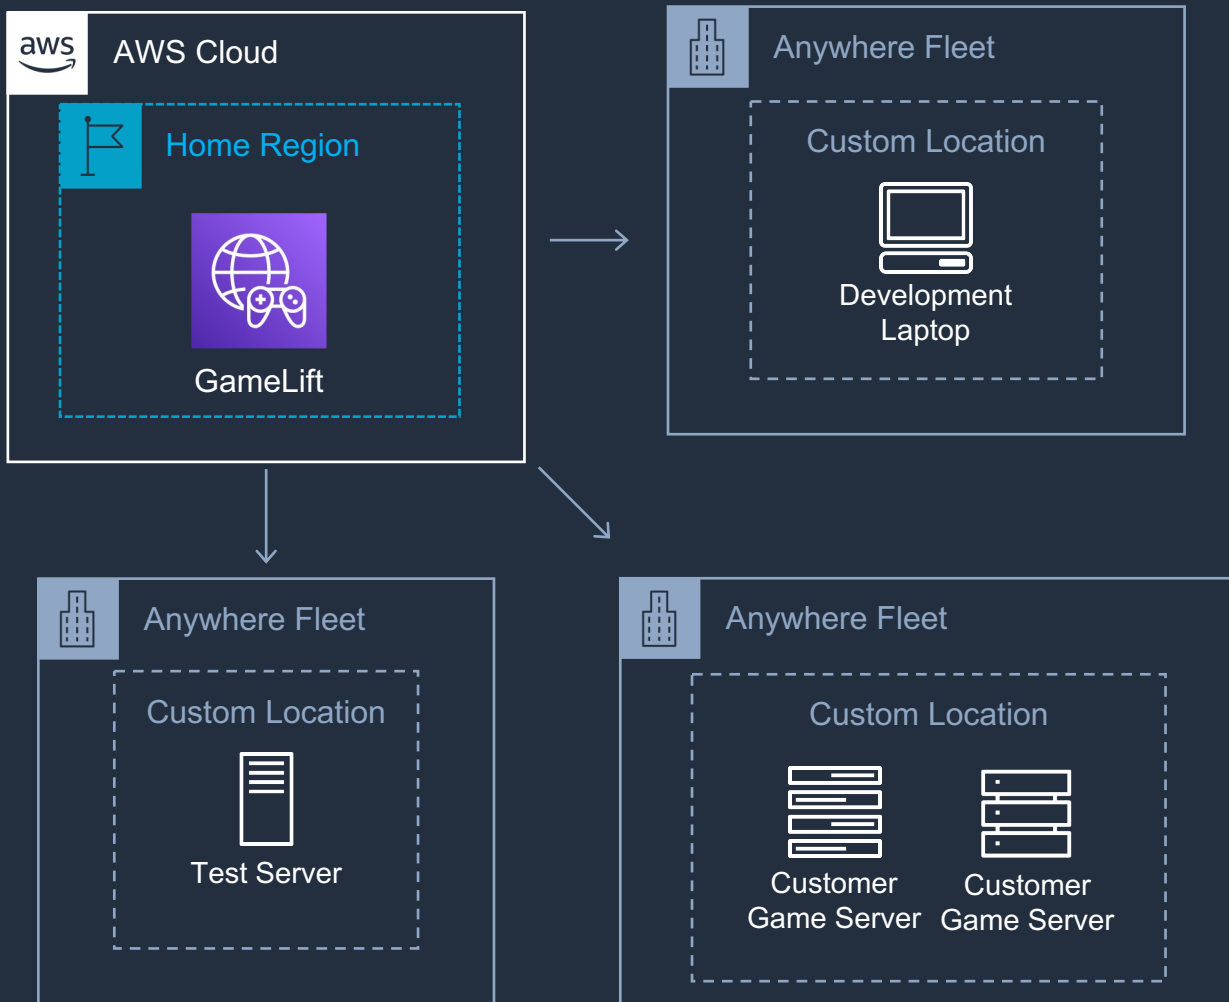 aws
AWS Cloud
Home Region
GameLift
Anywhere Fleet
Custom Location
Development
Laptop
Anywhere Fleet
Custom Location
Test Server
Anywhere Fleet
Custom Location
Customer
Game Server
Customer
Game Server